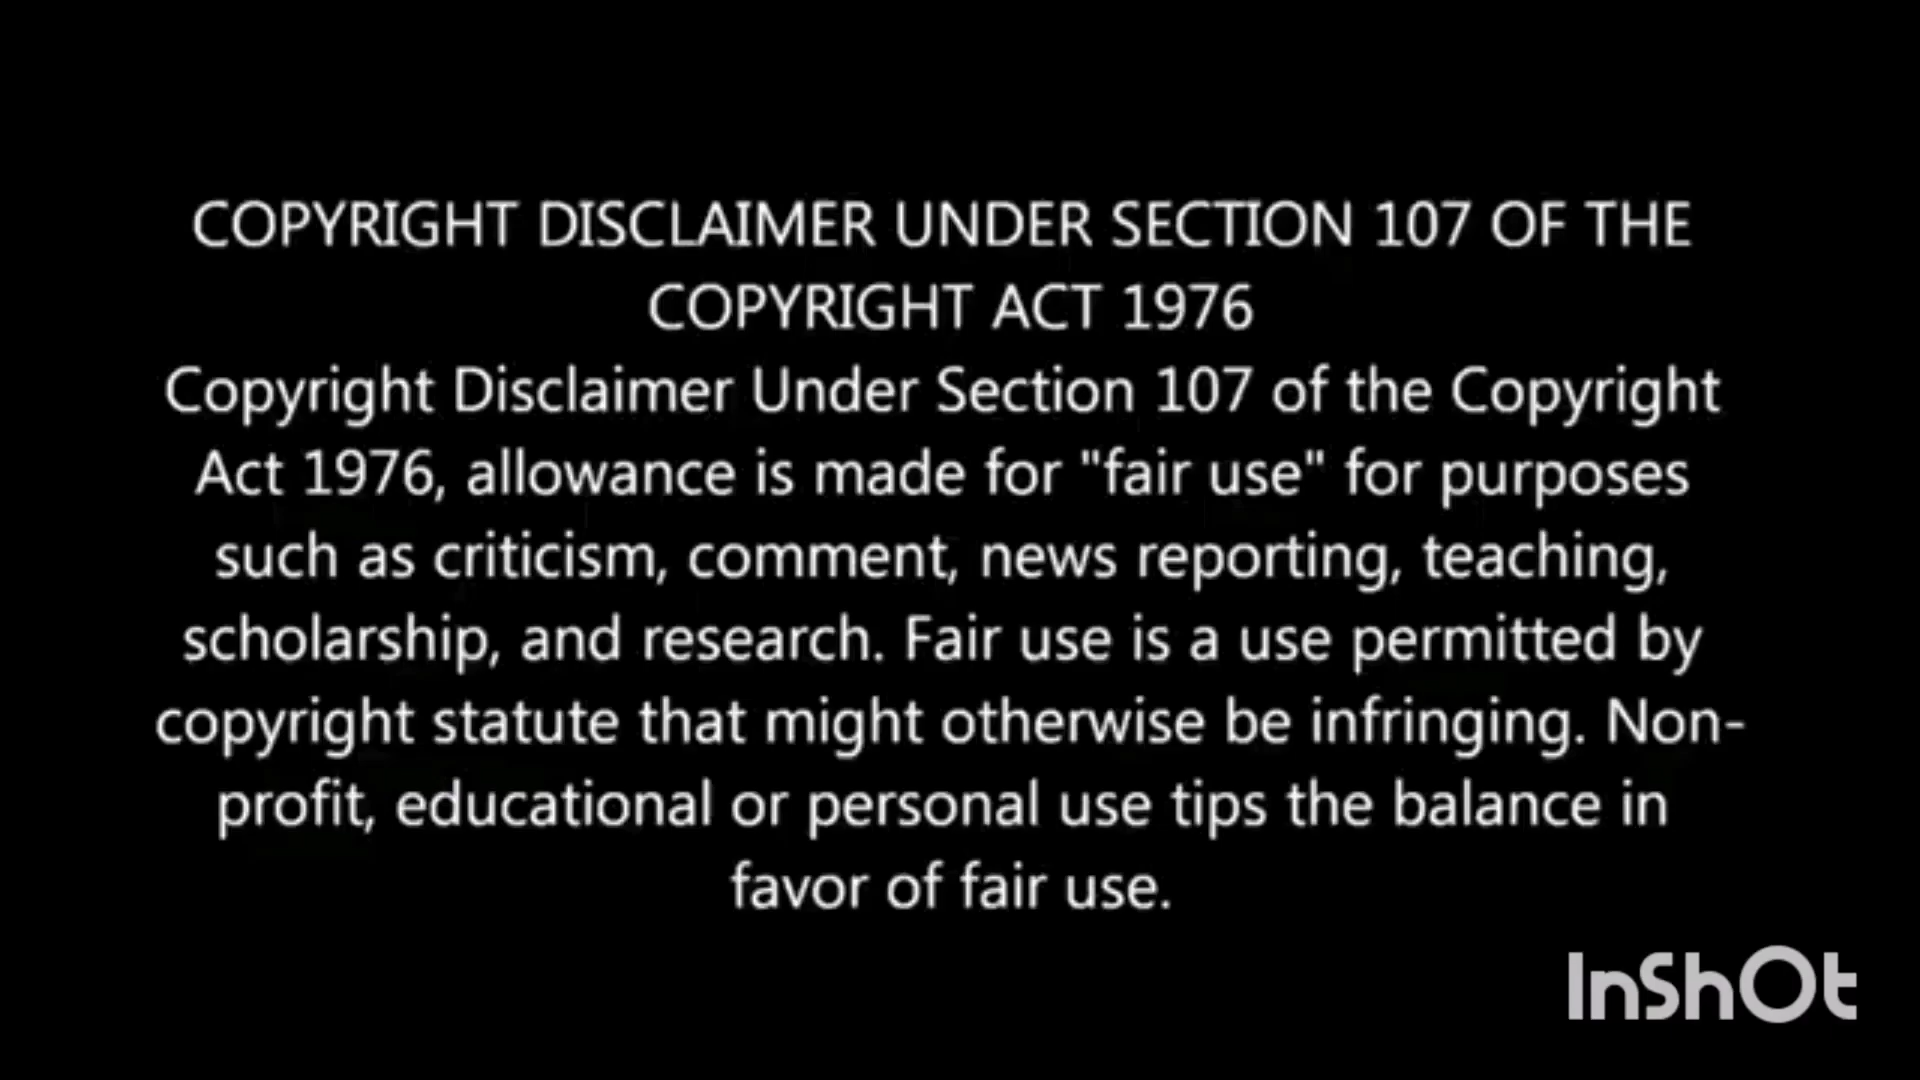 COPYRIGHT DISCLAIMER UNDER SECTION 107 OF THE
COPYRIGHT ACT 1976
Copyright Disclaimer Under Section 107 of the Copyright
Act 1976, allowance is made for "fair use" for purposes
such as criticism, comment, news reporting, teaching,
scholarship, and research. Fair use is a use permitted by
copyright statute that might otherwise be infringing. Non-
profit, educational or personal use tips the balance in
favor of fair use.
InShOt